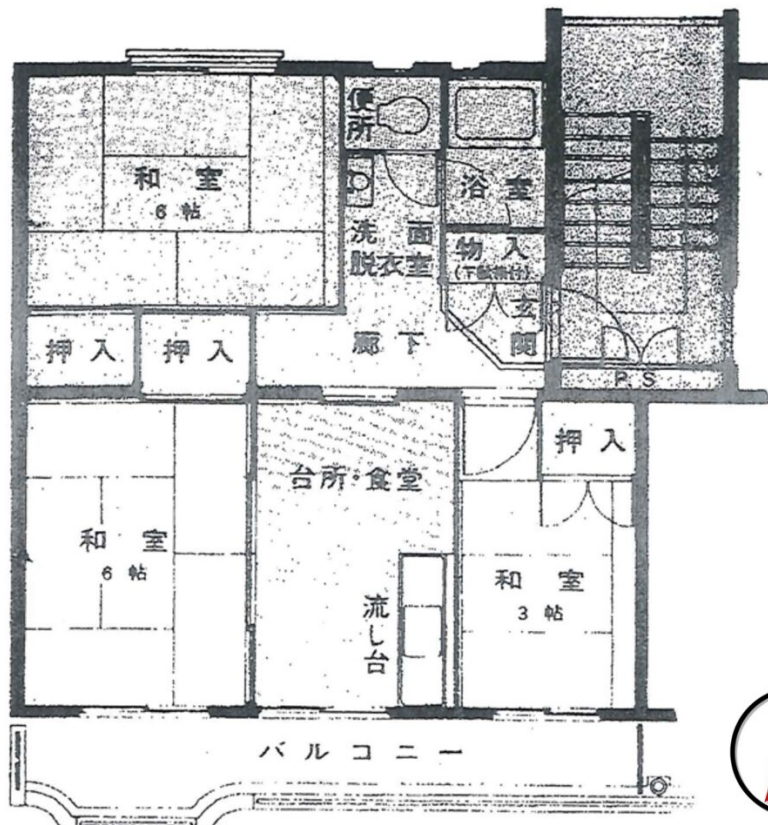 便所
和室
6帖
浴室
洗面
脱衣室
物入
(下駄箱付)
玄関
押入
押入
廊下
PS
台所・食堂
押入
和室
6帖
和室
3帖
流し台
バルコニー